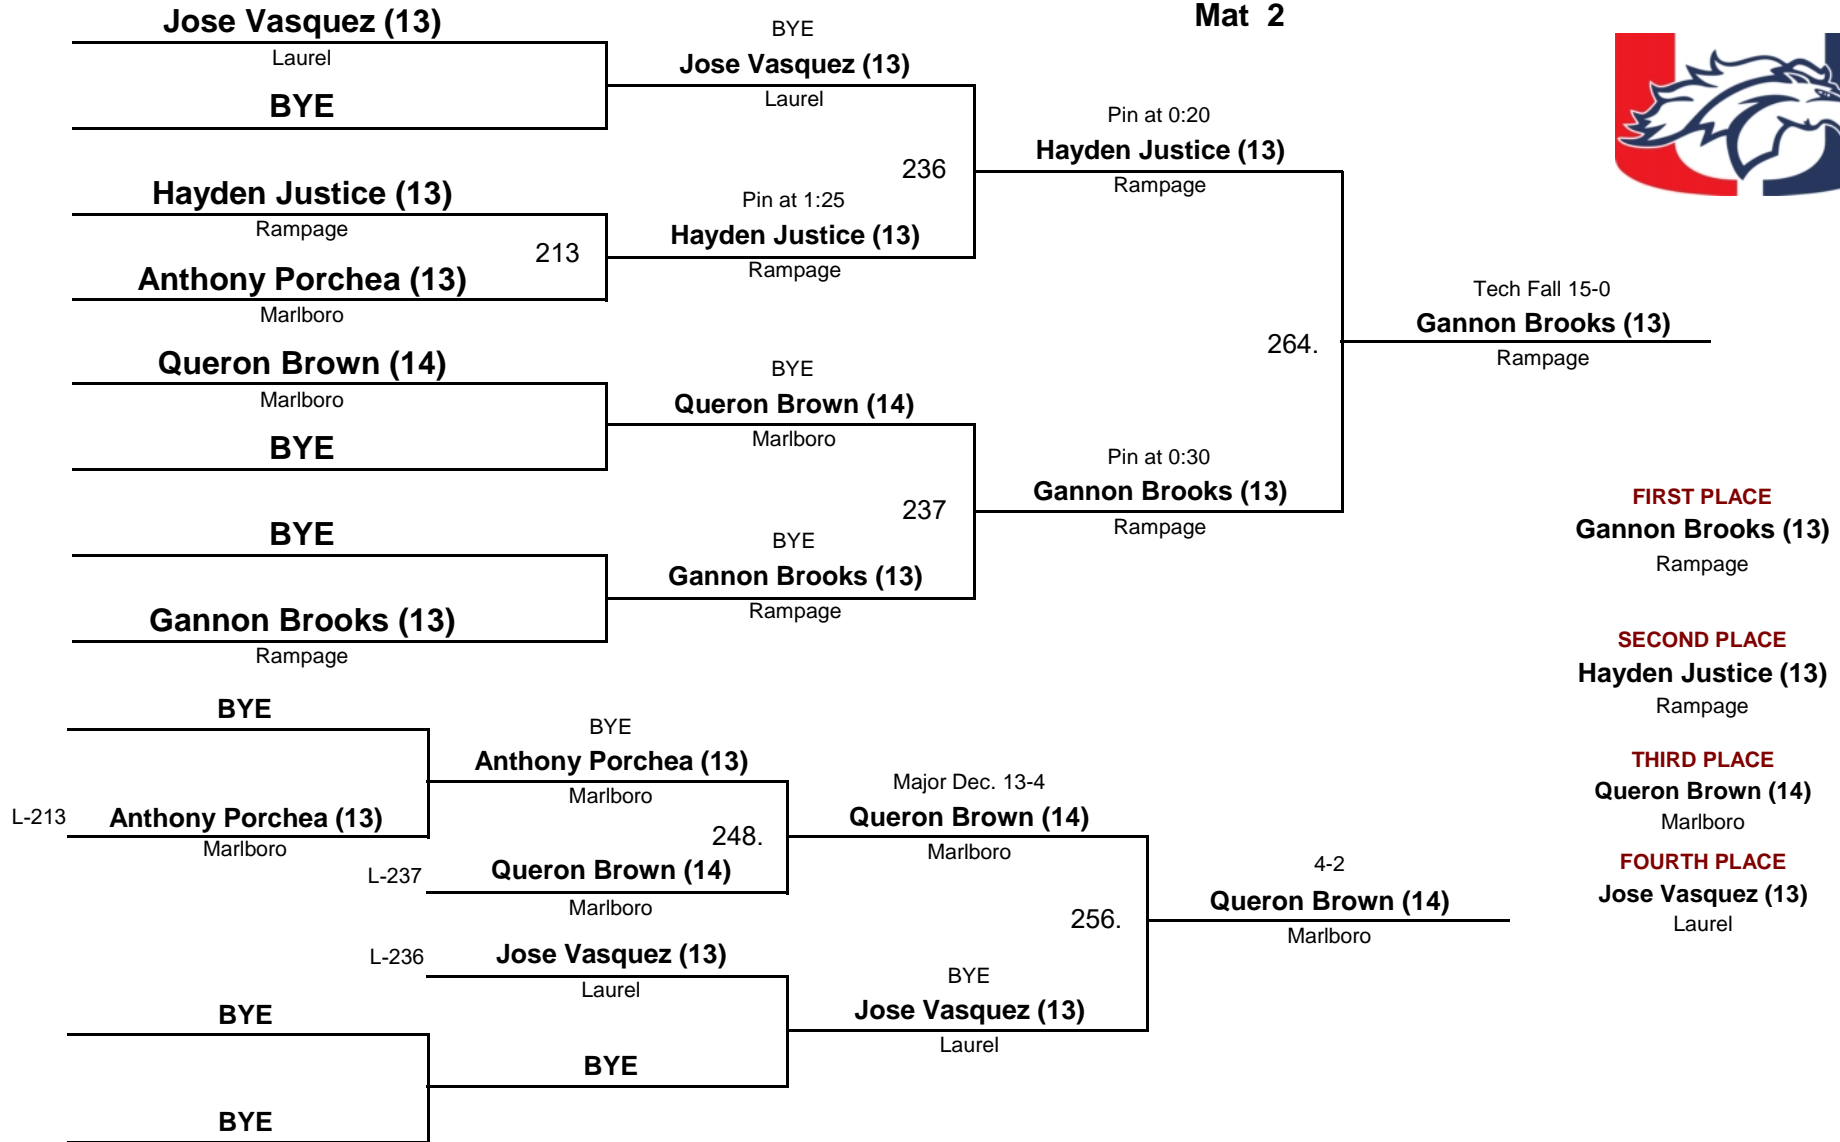 Mat 2
Jose Vasquez (13)
Laurel
BYE
Hayden Justice (13)
Rampage
213
Anthony Porchea (13)
Marlboro
Queron Brown (14)
Marlboro
BYE
BYE
Gannon Brooks (13)
Rampage
BYE
Jose Vasquez (13)
Laurel
236
Pin at 1:25
Hayden Justice (13)
Rampage
BYE
Queron Brown (14)
Marlboro
237
BYE
Gannon Brooks (13)
Rampage
Pin at 0:20
Hayden Justice (13)
Rampage
264.
Pin at 0:30
Gannon Brooks (13)
Rampage
Tech Fall 15-0
Gannon Brooks (13)
Rampage
BYE
L-213 Anthony Porchea (13)
Marlboro
BYE
BYE
BYE
Anthony Porchea (13)
Marlboro
248.
L-237 Queron Brown (14)
Marlboro
L-236 Jose Vasquez (13)
Laurel
BYE
Major Dec. 13-4
Queron Brown (14)
Marlboro
256.
BYE
Jose Vasquez (13)
Laurel
4-2
Queron Brown (14)
Marlboro
FIRST PLACE
Gannon Brooks (13)
Rampage
SECOND PLACE
Hayden Justice (13)
Rampage
THIRD PLACE
Queron Brown (14)
Marlboro
FOURTH PLACE
Jose Vasquez (13)
Laurel